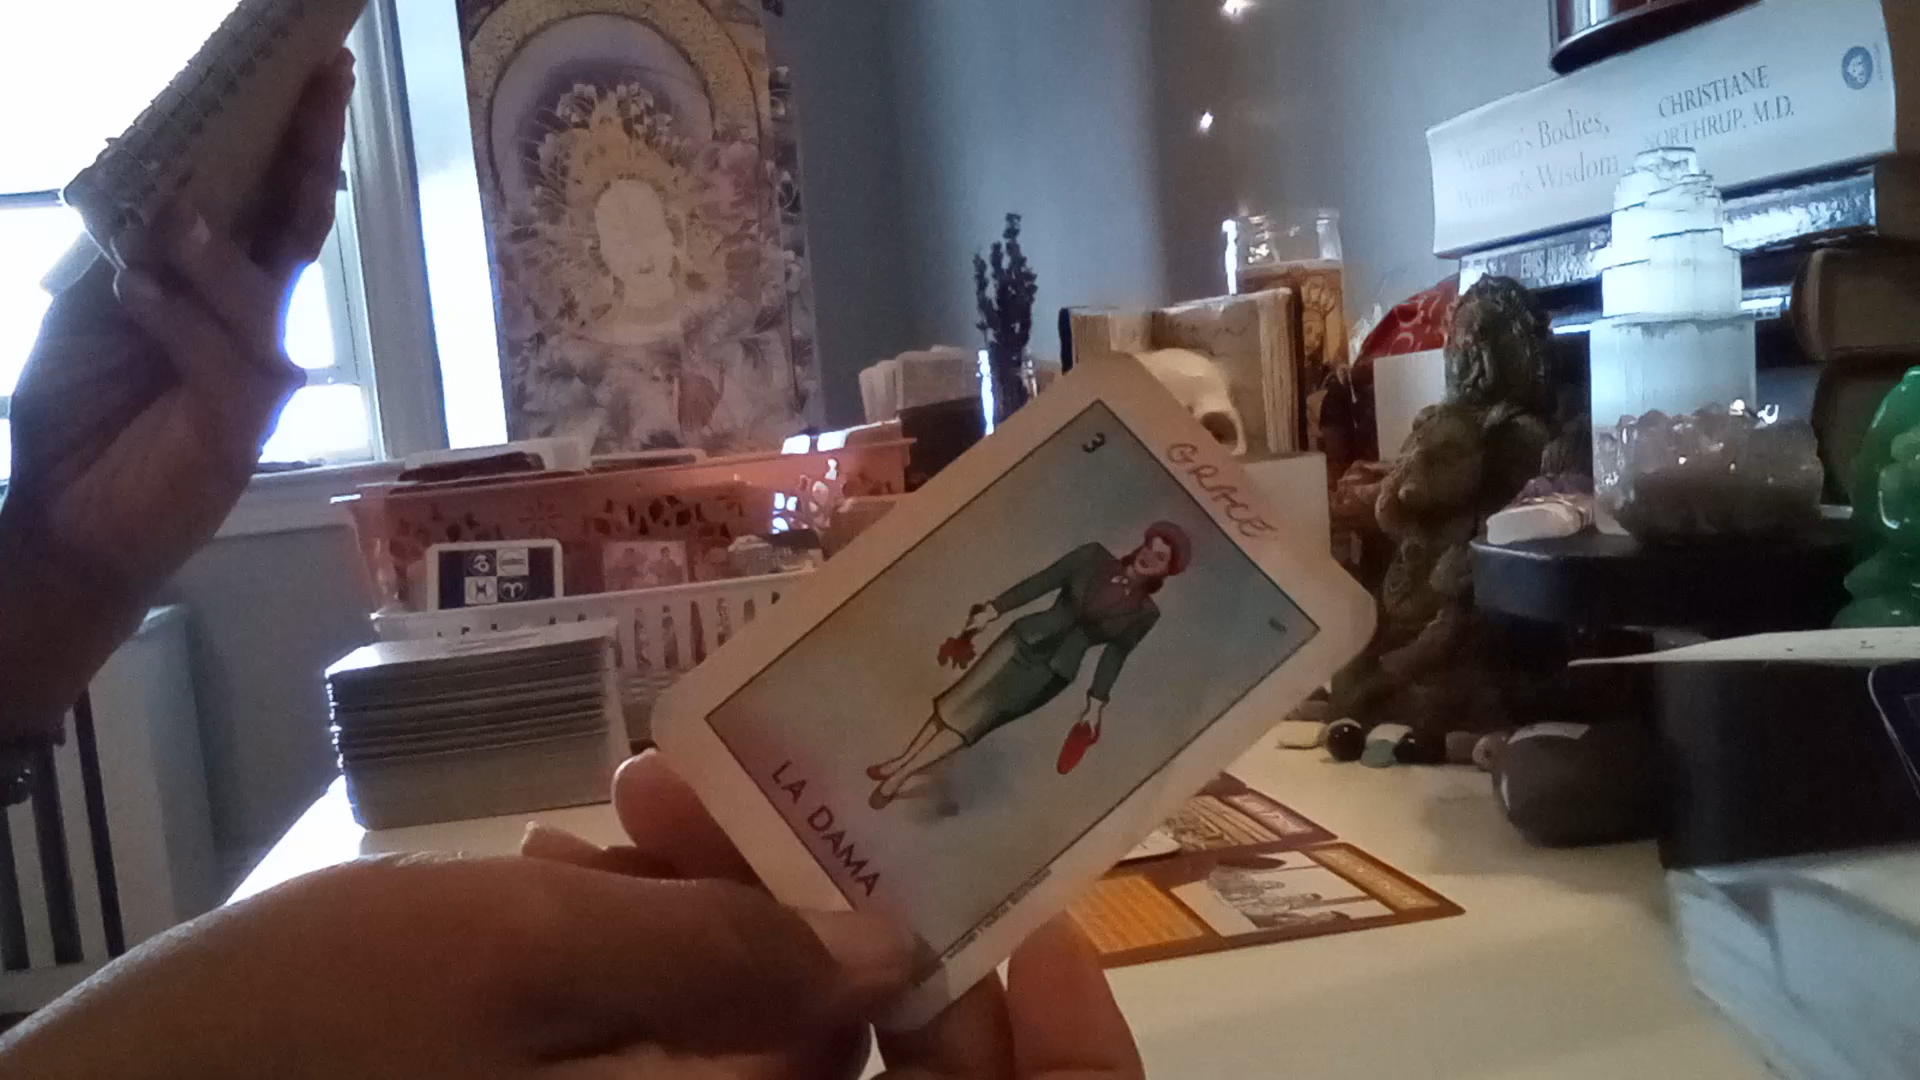 Women's Bodies,
Women's Wisdom
CHRISTIANE
NORTHRUP, M.D.
3
GRACE
LA DAMA